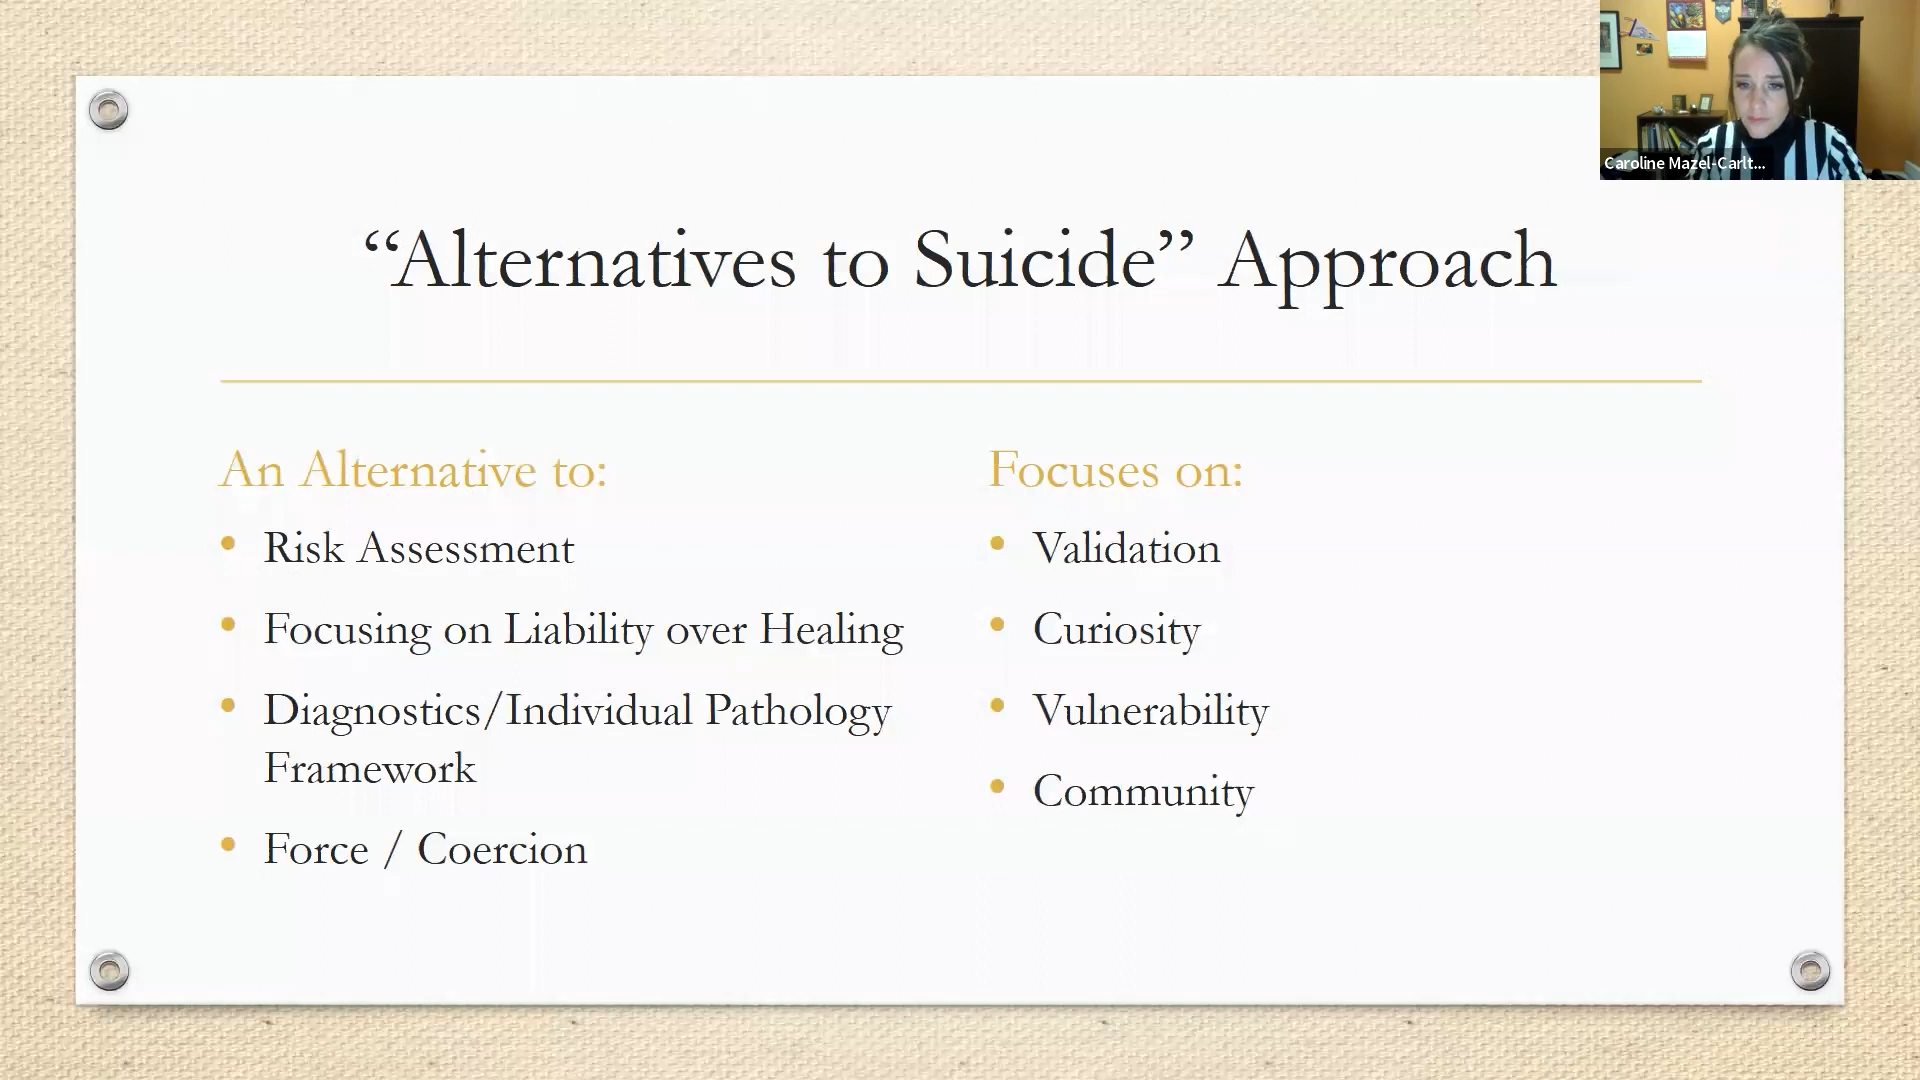 Caroline Mazel-Carlt...
“Alternatives to Suicide” Approach
An Alternative to:
• Risk Assessment
• Focusing on Liability over Healing
• Diagnostics/Individual Pathology
Framework
• Force / Coercion
Focuses on:
• Validation
• Curiosity
• Vulnerability
• Community